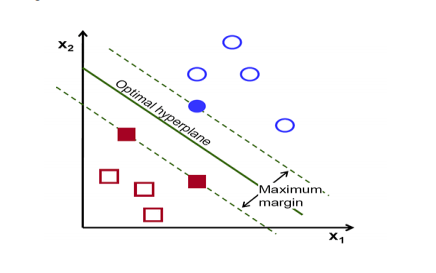 x2
Optimal hyperplane
Maximum
margin
x1